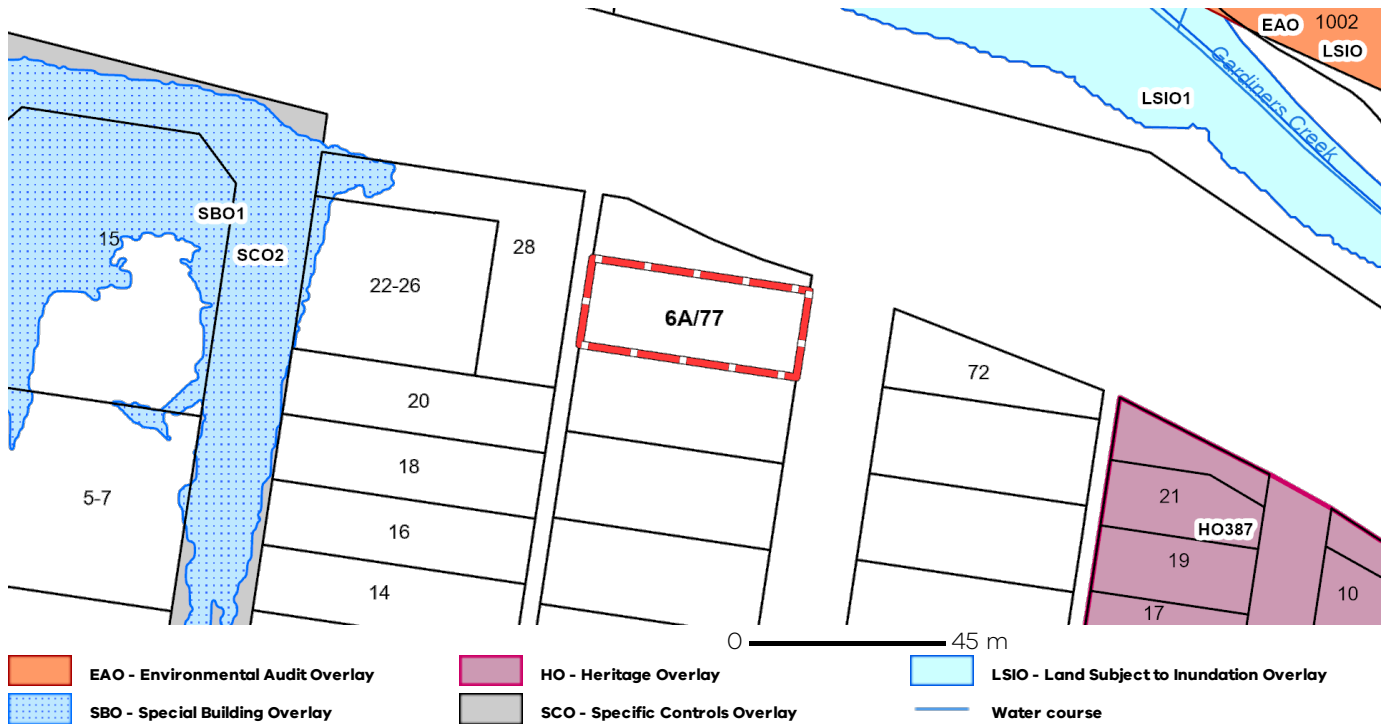 EAO 1002
LSIO
Gardiners Creek
LSIO1
SBO1
15
SCO2
28
22-26
6A/77
72
20
18
16
14
5-7
21
HO387
19
17
10
0 45 m
EAO - Environmental Audit Overlay
HO - Heritage Overlay
LSIO - Land Subject to Inundation Overlay
SBO - Special Building Overlay
SCO - Specific Controls Overlay
Water course